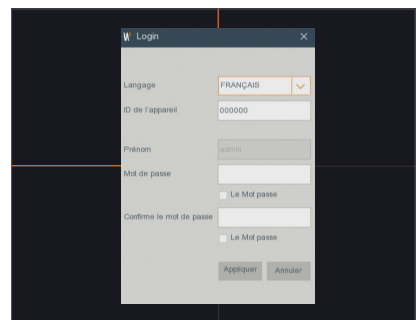 W Login
Langage FRANÇAIS
ID de l'appareil 000000
Prénom admin
Mot de passe
Le Mot passe
Confirme le mot de passe
Le Mot passe
Appliquer Annuler